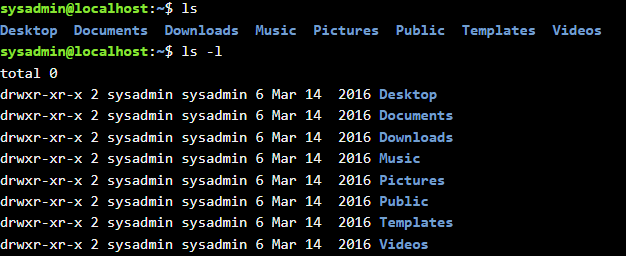 sysadmin@localhost:~$ ls
Desktop  Documents  Downloads  Music  Pictures  Public  Templates  Videos
sysadmin@localhost:~$ ls -l
total 0
drwxr-xr-x 2 sysadmin sysadmin 6 Mar 14  2016 Desktop
drwxr-xr-x 2 sysadmin sysadmin 6 Mar 14  2016 Documents
drwxr-xr-x 2 sysadmin sysadmin 6 Mar 14  2016 Downloads
drwxr-xr-x 2 sysadmin sysadmin 6 Mar 14  2016 Music
drwxr-xr-x 2 sysadmin sysadmin 6 Mar 14  2016 Pictures
drwxr-xr-x 2 sysadmin sysadmin 6 Mar 14  2016 Public
drwxr-xr-x 2 sysadmin sysadmin 6 Mar 14  2016 Templates
drwxr-xr-x 2 sysadmin sysadmin 6 Mar 14  2016 Videos